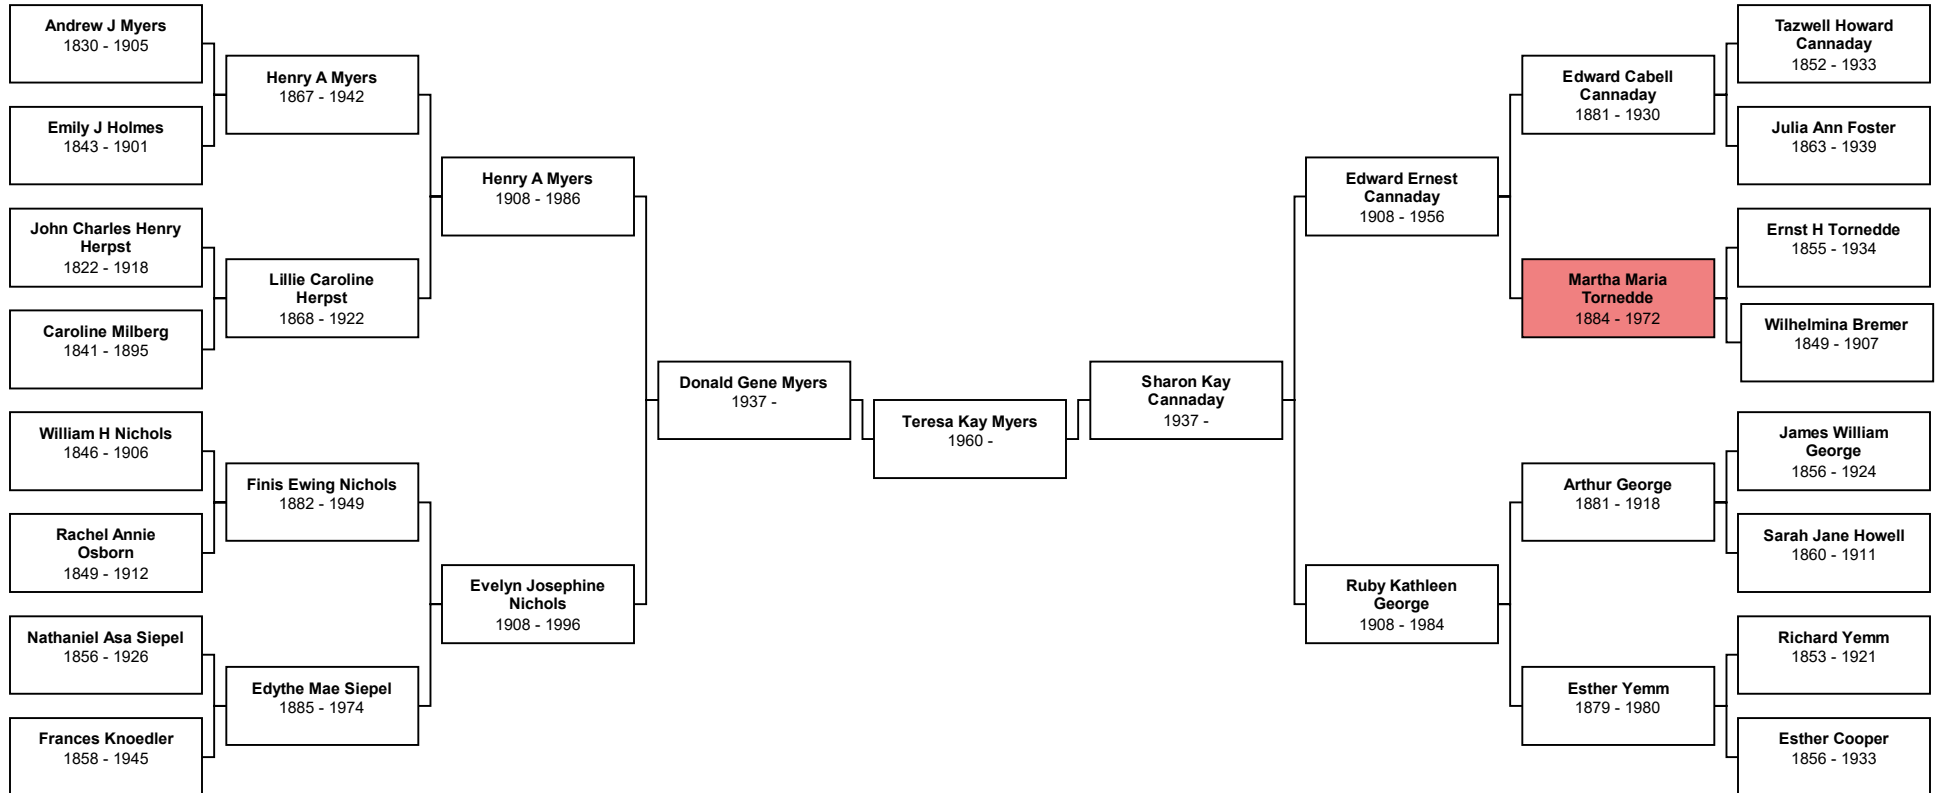 Andrew J Myers
1830 - 1905
Emily J Holmes
1843 - 1901
John Charles Henry
Herpst
1822 - 1918
Caroline Milberg
1841 - 1895
William H Nichols
1846 - 1906
Rachel Annie
Osborn
1849 - 1912
Nathaniel Asa Siepel
1856 - 1926
Frances Knoedler
1858 - 1945
Henry A Myers
1867 - 1942
Lillie Caroline
Herpst
1868 - 1922
Finis Ewing Nichols
1882 - 1949
Edythe Mae Siepel
1885 - 1974
Henry A Myers
1908 - 1986
Evelyn Josephine
Nichols
1908 - 1996
Donald Gene Myers
1937 -
Teresa Kay Myers
1960 -
Sharon Kay
Cannaday
1937 -
Edward Ernest
Cannaday
1908 - 1956
Ruby Kathleen
George
1908 - 1984
Edward Cabell
Cannaday
1881 - 1930
Martha Maria
Tornedde
1884 - 1972
Arthur George
1881 - 1918
Esther Yemm
1879 - 1980
Tazwell Howard
Cannaday
1852 - 1933
Julia Ann Foster
1863 - 1939
Ernst H Tornedde
1855 - 1934
Wilhelmina Bremer
1849 - 1907
James William
George
1856 - 1924
Sarah Jane Howell
1860 - 1911
Richard Yemm
1853 - 1921
Esther Cooper
1856 - 1933